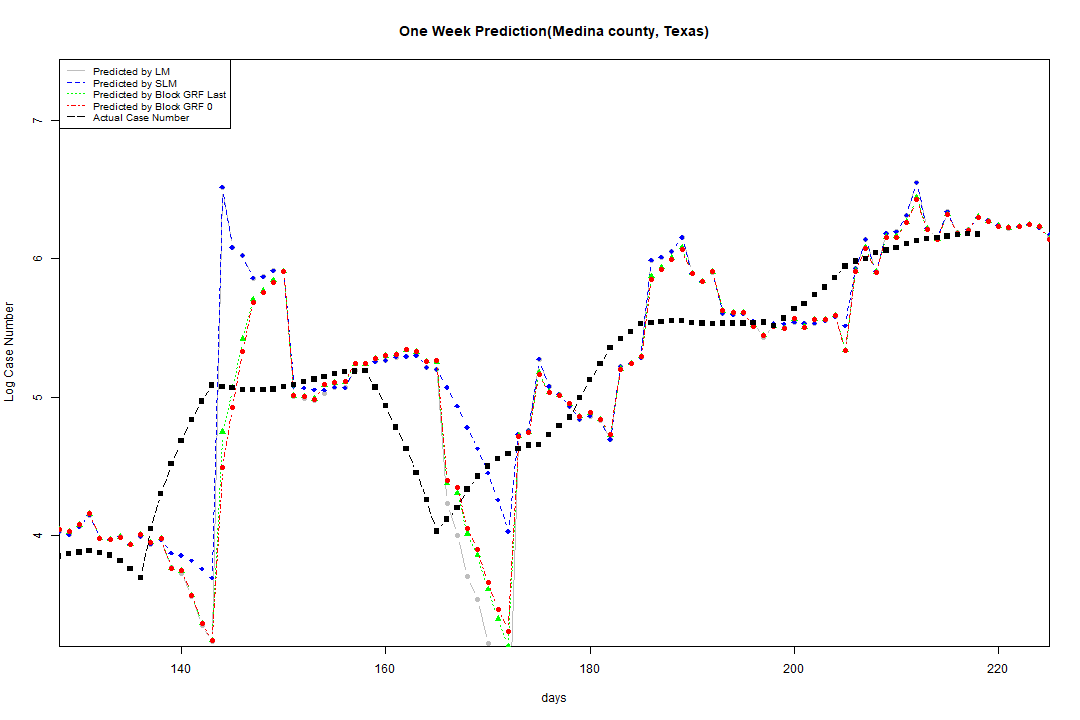 One Week Prediction(Medina county, Texas)
Predicted by LM
Predicted by SLM
Predicted by Block GRF Last
Predicted by Block GRF 0
Actual Case Number
7
6
5
4
Log Case Number
140 160 180 200 220
days